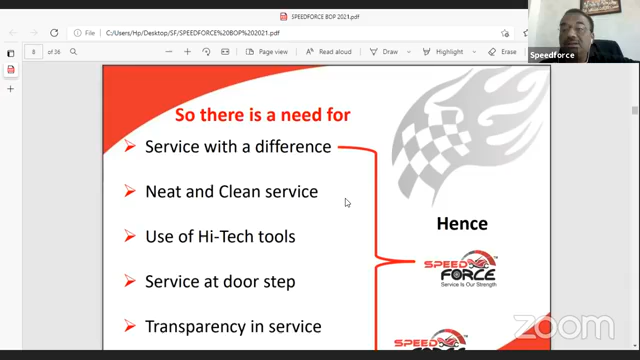 SPEEDFORCE BOP 2021.pdf
File
C:/Users/Hp/Desktop/SF/SPEEDFORCE%20BOP%202021.pdf
8 of 36
Page view
Read aloud
Draw
Highlight
Erase
Speedforce
So there is a need for
Service with a difference
Neat and Clean service
Use of Hi-Tech tools
Service at door step
Transparency in service
Hence
SPEED
FORCE
Service Is Our Strength
SPEED
zoom